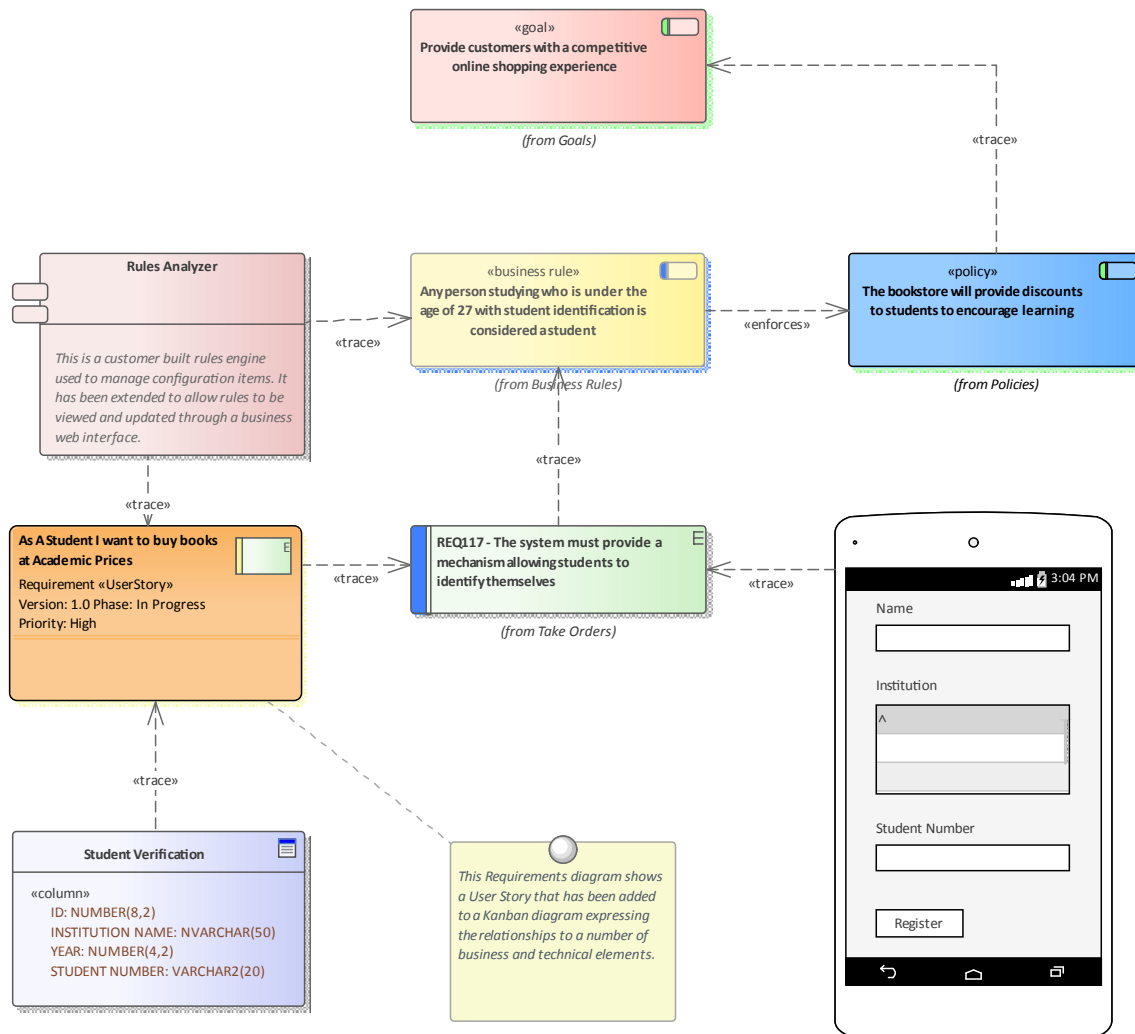 «goal»
Provide customers with a competitive
online shopping experience
(from Goals)
«trace»
Rules Analyzer
This is a customer built rules engine
used to manage configuration items. It
has been extended to allow rules to be
viewed and updated through a business
web interface.
«trace»
«business rule»
Any person studying who is under the
age of 27 with student identification is
considered a student
(from Business Rules)
«enforces»
«policy»
The bookstore will provide discounts
to students to encourage learning
(from Policies)
«trace»
«trace»
As A Student I want to buy books
at Academic Prices
E
Requirement «UserStory»
Version: 1.0 Phase: In Progress
Priority: High
«trace»
REQ117 - The system must provide a
mechanism allowing students to
identify themselves
E
(from Take Orders)
«trace»
3:04 PM
Name
Institution
^
Student Number
Register
«trace»
Student Verification
«column»
ID: NUMBER(8,2)
INSTITUTION NAME: NVARCHAR(50)
YEAR: NUMBER(4,2)
STUDENT NUMBER: VARCHAR2(20)
This Requirements diagram shows
a User Story that has been added
to a Kanban diagram expressing
the relationships to a number of
business and technical elements.